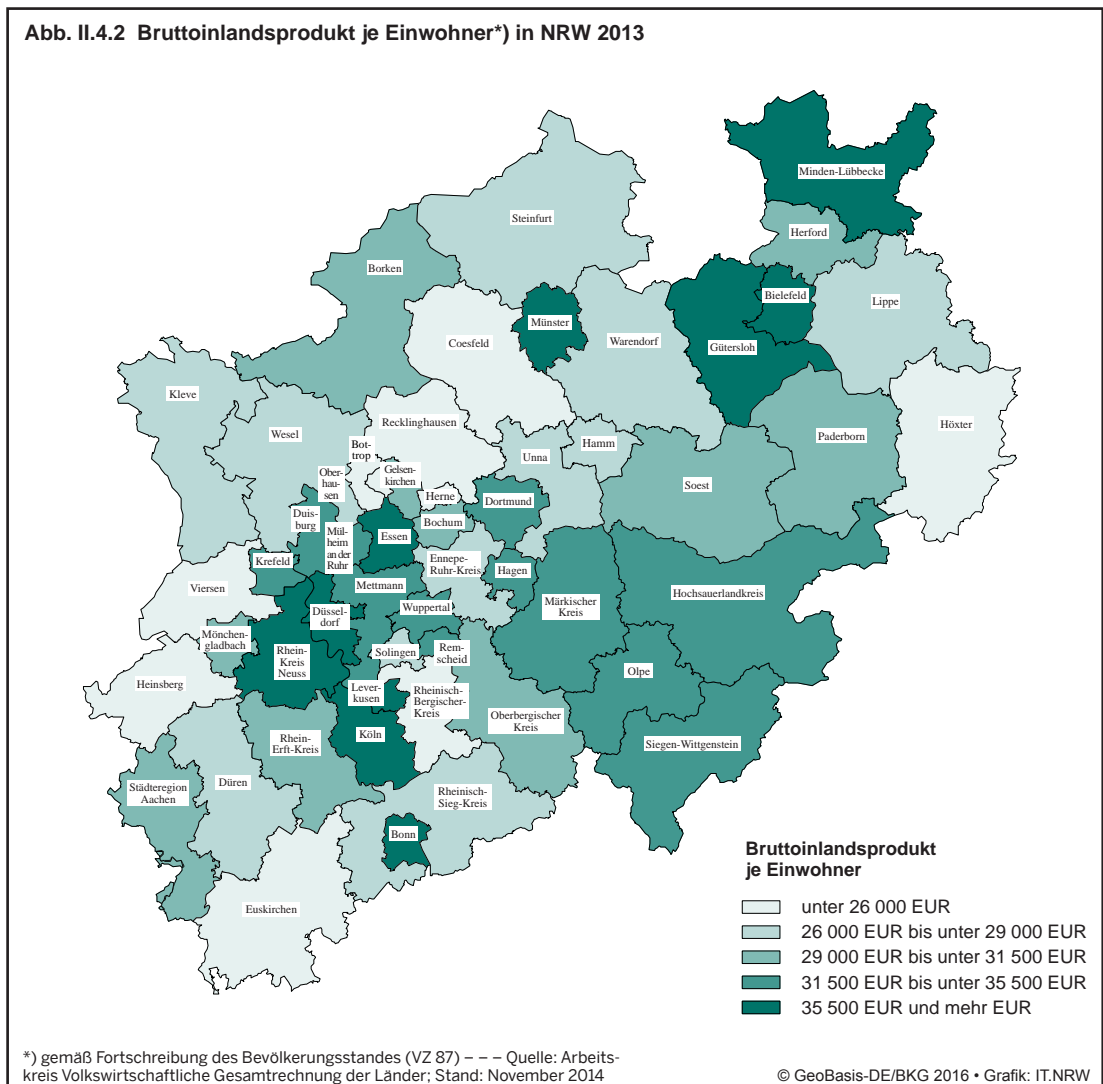 Abb. II.4.2 Bruttoinlandsprodukt je Einwohner*) in NRW 2013
Minden-Lübbecke
Steinfurt
Herford
Borken
Bielefeld
Lippe
Münster
Coesfeld
Warendorf
Gütersloh
Kleve
Recklinghausen
Höxter
Wesel
Paderborn
Bot-
trop
Hamm
Unna
Gelsen-
kirchen
Ober-
hau-
sen
Soest
Herne
Dortmund
Duis-
burg
Bochum
Essen
Mülheim
an der
Ruhr
Krefeld
Ennepe-
Ruhr-Kreis
Hagen
Mettmann
Hochsauerlandkreis
Viersen
Märkischer
Kreis
Wuppertal
Düssel-
dorf
Mönchen-
gladbach
Solingen
Rem-
scheid
Rhein-
Kreis
Neuss
Olpe
Heinsberg
Lever-
kusen
Rheinisch-
Bergischer-
Kreis
Oberbergischer
Kreis
Köln
Rhein-
Erft-Kreis
Siegen-Wittgenstein
Städteregion
Aachen
Düren
Rheinisch-
Sieg-Kreis
Bonn
Euskirchen
Bruttoinlandsprodukt
je Einwohner
unter 26 000 EUR
26 000 EUR bis unter 29 000 EUR
29 000 EUR bis unter 31 500 EUR
31 500 EUR bis unter 35 500 EUR
35 500 EUR und mehr EUR
*) gemäß Fortschreibung des Bevölkerungsstandes (VZ 87) – – – Quelle: Arbeits-
kreis Volkswirtschaftliche Gesamtrechnung der Länder; Stand: November 2014
© GeoBasis-DE/BKG 2016 • Grafik: IT.NRW